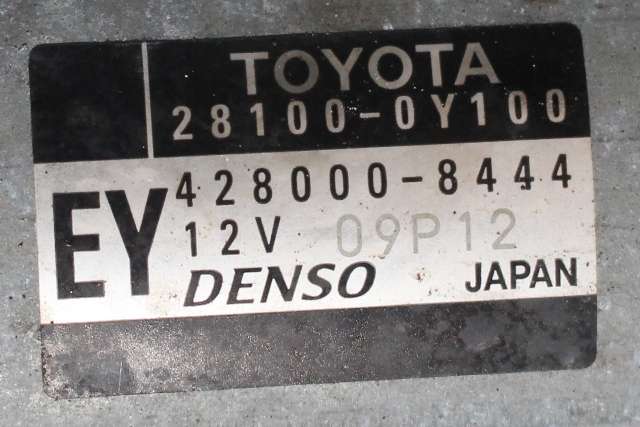 TOYOTA
28100-0Y100
EY
428000-8444
12V 09P12
DENSO JAPAN